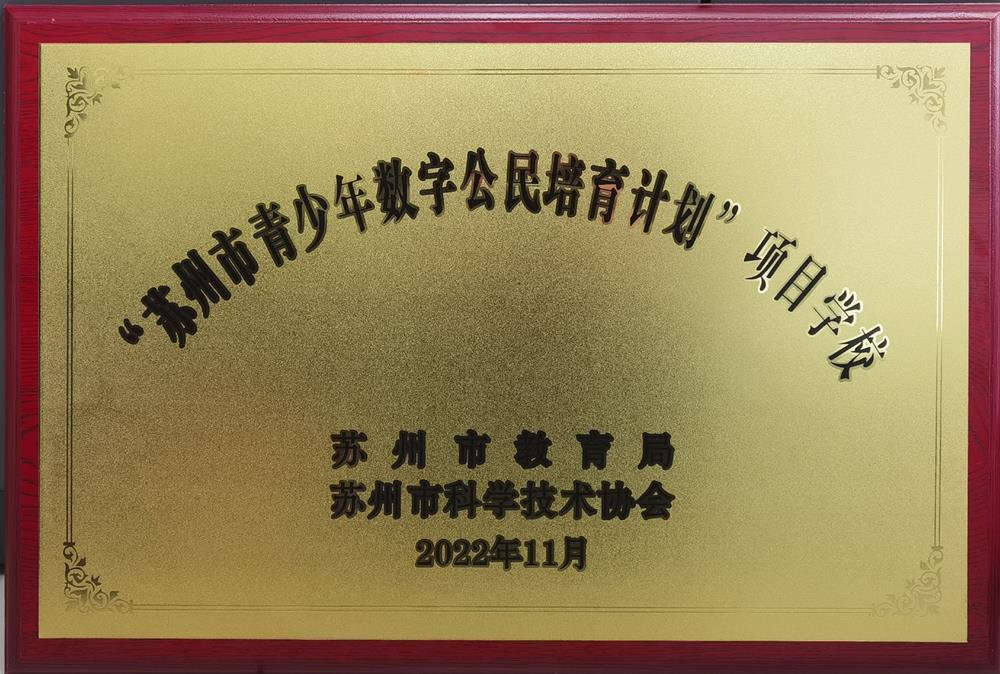 “苏州市青少年数字公民培育计划”项目学校
苏州市教育局
苏州市科学技术协会
2022年11月